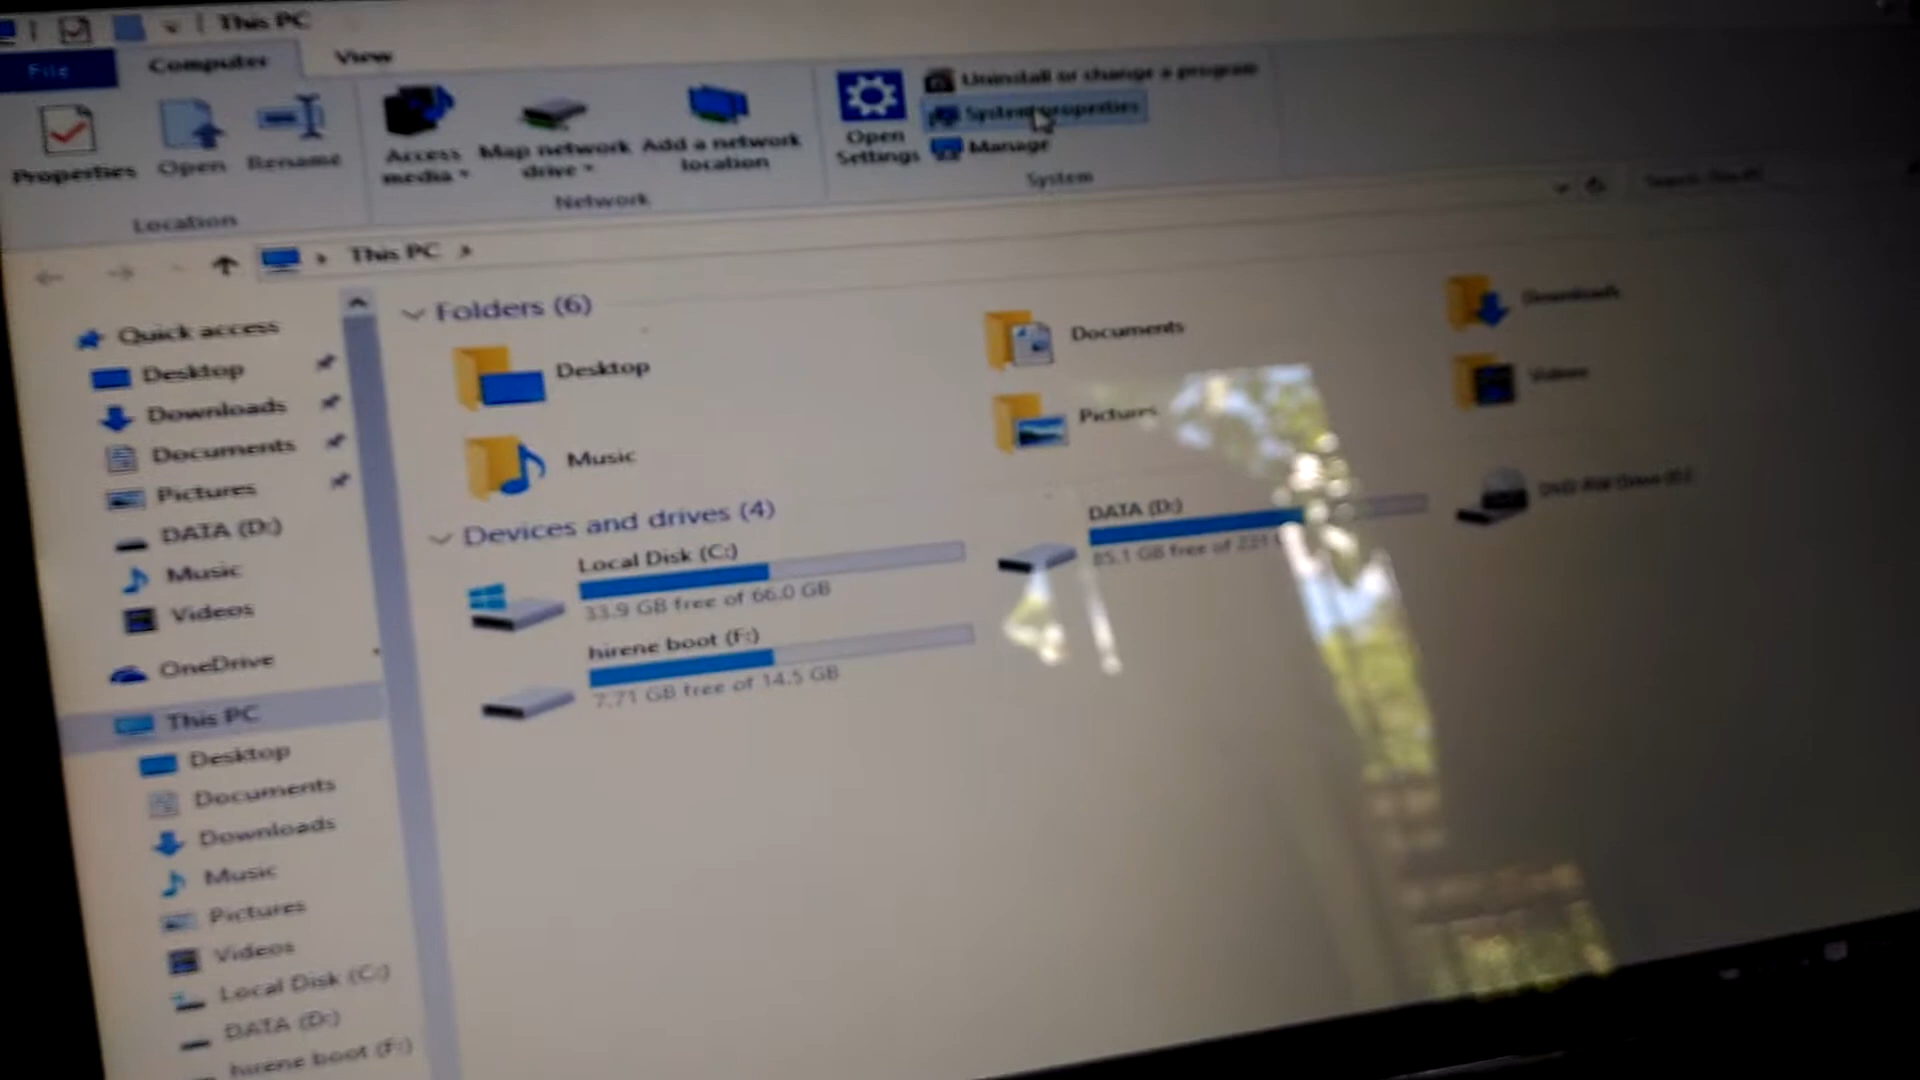 This PC
File
Computer
View
Properties
Open
Rename
Access media
Map network drive
Add a network location
Open Settings
Uninstall or change a program
System properties
Manage
Location
Network
System
This PC
Quick access
Desktop
Downloads
Documents
Pictures
DATA (D:)
Music
Videos
OneDrive
This PC
Desktop
Documents
Downloads
Music
Pictures
Videos
Local Disk (C:)
DATA (D:)
hirene boot (F:)
Folders (6)
Desktop
Documents
Downloads
Music
Pictures
Videos
Devices and drives (4)
Local Disk (C:)
33.9 GB free of 66.0 GB
DATA (D:)
85.1 GB free of
hirene boot (F:)
7.71 GB free of 14.5 GB